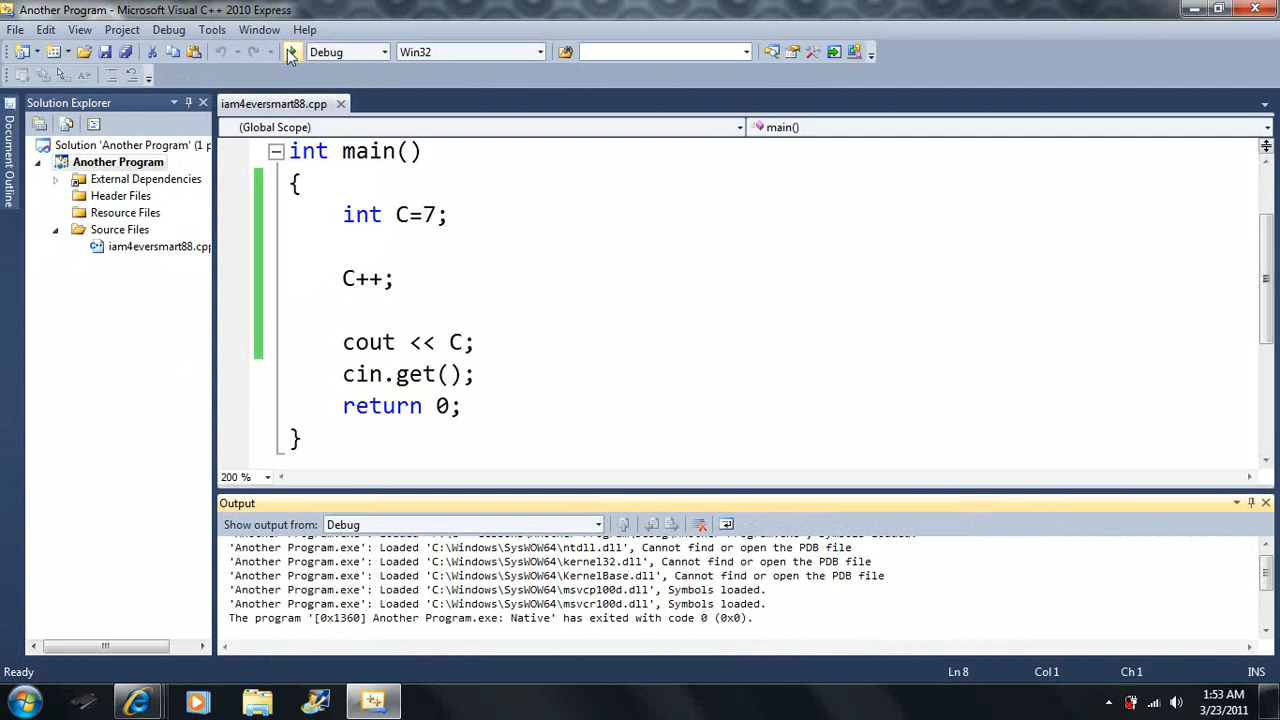 Another Program - Microsoft Visual C++ 2010 Express
File Edit View Project Debug Tools Window Help
Debug Win32
Solution Explorer
iam4eversmart88.cpp
(Global Scope) main()
Document Outline
Solution 'Another Program' (1 p
Another Program
External Dependencies
Header Files
Resource Files
Source Files
iam4eversmart88.cpp
int main()
{
int C=7;
C++;
cout << C;
cin.get();
return 0;
}
200 %
Output
Show output from: Debug
'Another Program.exe': Loaded 'C:\Windows\SysWOW64\ntdll.dll', Cannot find or open the PDB file
'Another Program.exe': Loaded 'C:\Windows\SysWOW64\kernel32.dll', Cannot find or open the PDB file
'Another Program.exe': Loaded 'C:\Windows\SysWOW64\KernelBase.dll', Cannot find or open the PDB file
'Another Program.exe': Loaded 'C:\Windows\SysWOW64\msvcp100d.dll', Symbols loaded.
'Another Program.exe': Loaded 'C:\Windows\SysWOW64\msvcr100d.dll', Symbols loaded.
The program '[0x1360] Another Program.exe: Native' has exited with code 0 (0x0).
Ready Ln 8 Col 1 Ch 1 INS
1:53 AM
3/23/2011